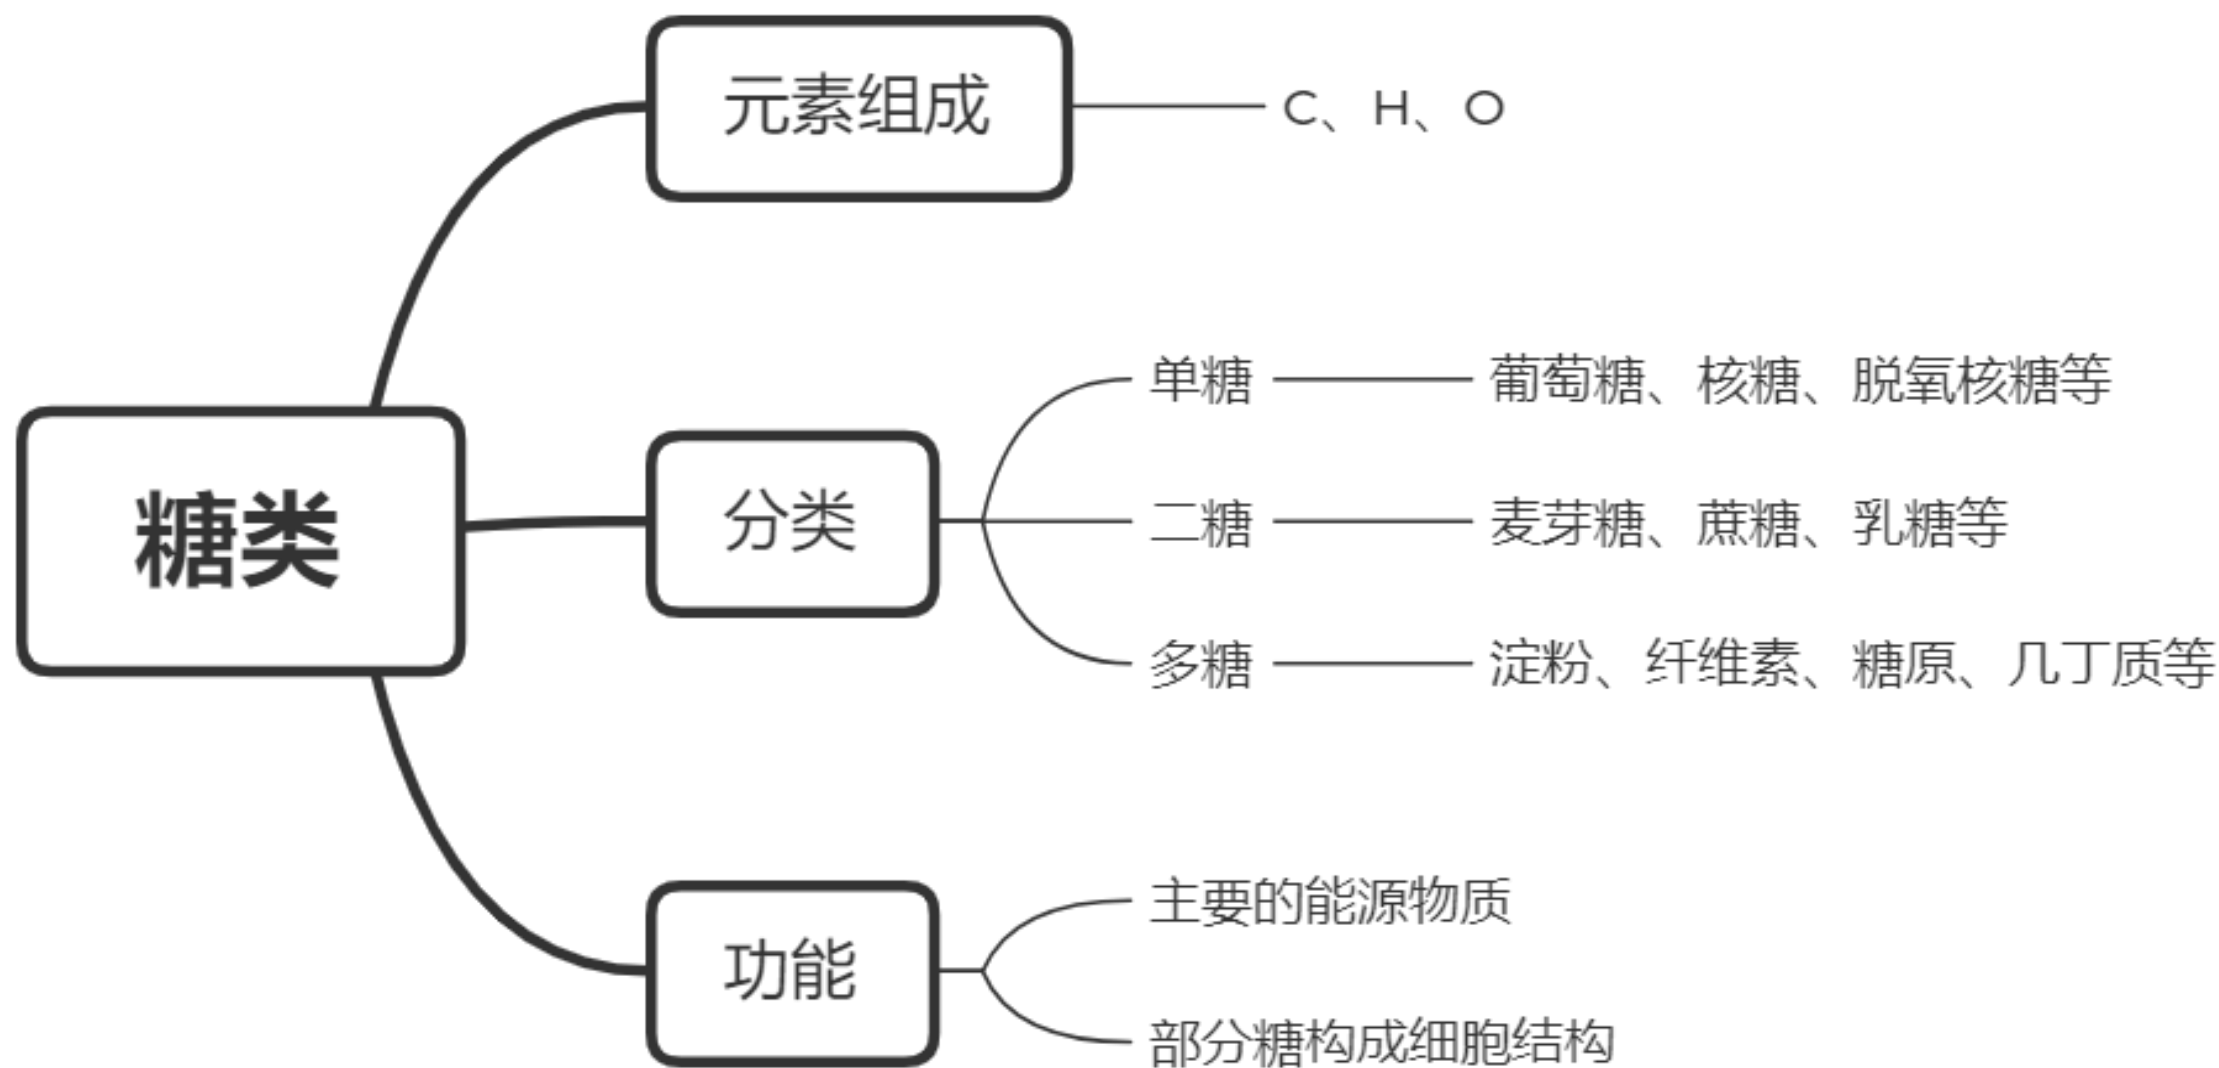 元素组成
C、H、O
糖类
分类
单糖
葡萄糖、核糖、脱氧核糖等
二糖
麦芽糖、蔗糖、乳糖等
多糖
淀粉、纤维素、糖原、几丁质等
功能
主要的能源物质
部分糖构成细胞结构